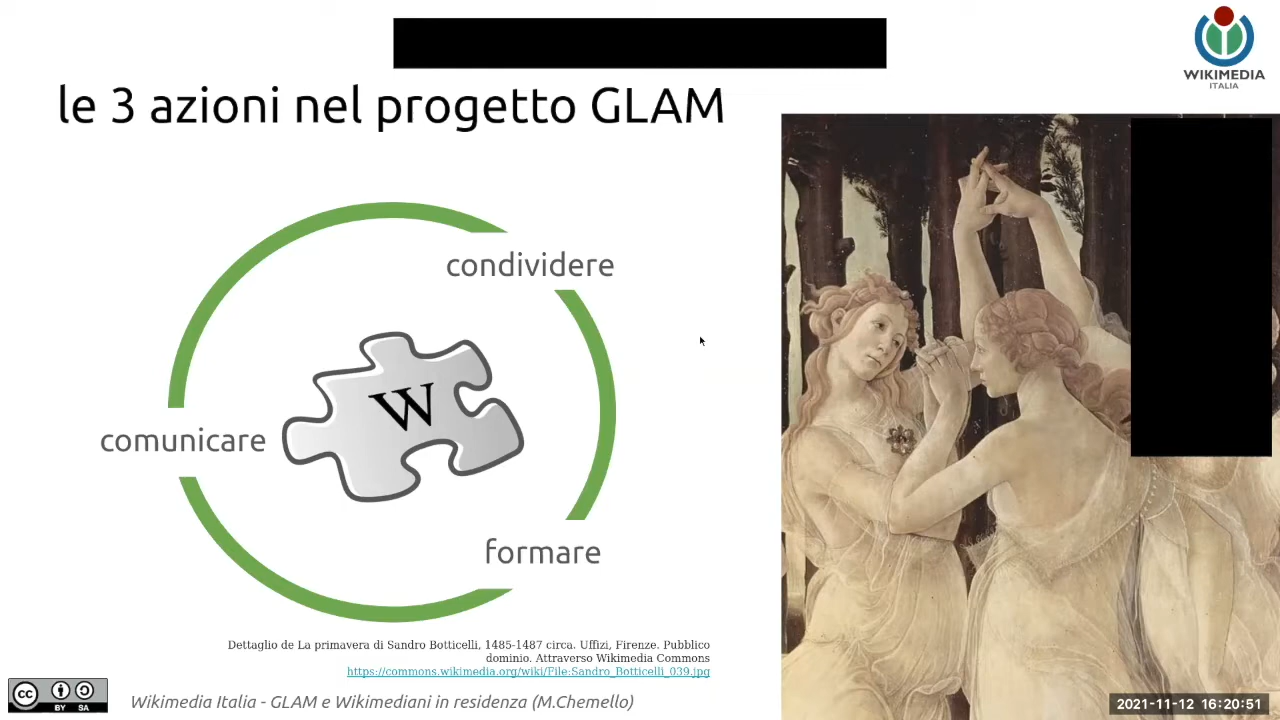 WIKIMEDIA
ITALIA
le 3 azioni nel progetto GLAM
condividere
W
comunicare
formare
Dettaglio de La primavera di Sandro Botticelli, 1485-1487 circa. Uffizi, Firenze. Pubblico
dominio. Attraverso Wikimedia Commons
https://commons.wikimedia.org/wiki/File:Sandro_Botticelli_039.jpg
cc
BY SA
Wikimedia Italia - GLAM e Wikimediani in residenza (M.Chemello)
2021-11-12 16:20:51